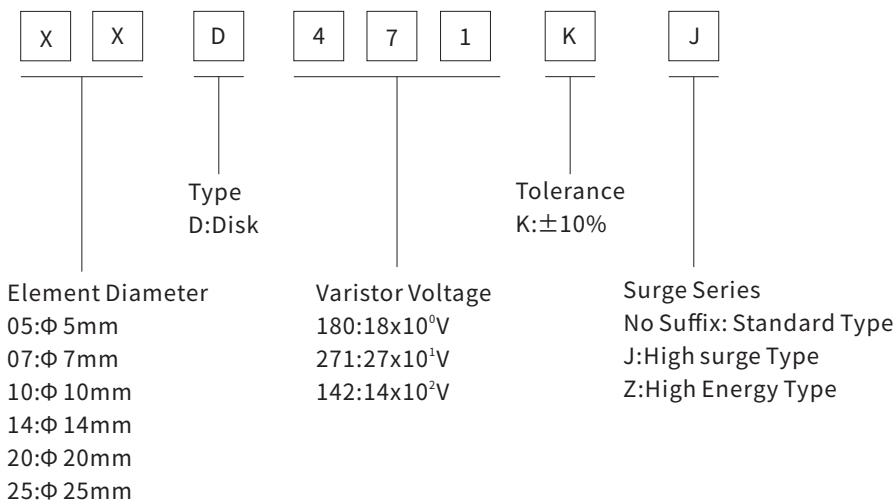 X X D 4 7 1 K J
Type
D:Disk
Tolerance
K:±10%
Element Diameter
05:Φ 5mm
07:Φ 7mm
10:Φ 10mm
14:Φ 14mm
20:Φ 20mm
25:Φ 25mm
Varistor Voltage
180:18x10⁰V
271:27x10¹V
142:14x10²V
Surge Series
No Suffix: Standard Type
J:High surge Type
Z:High Energy Type